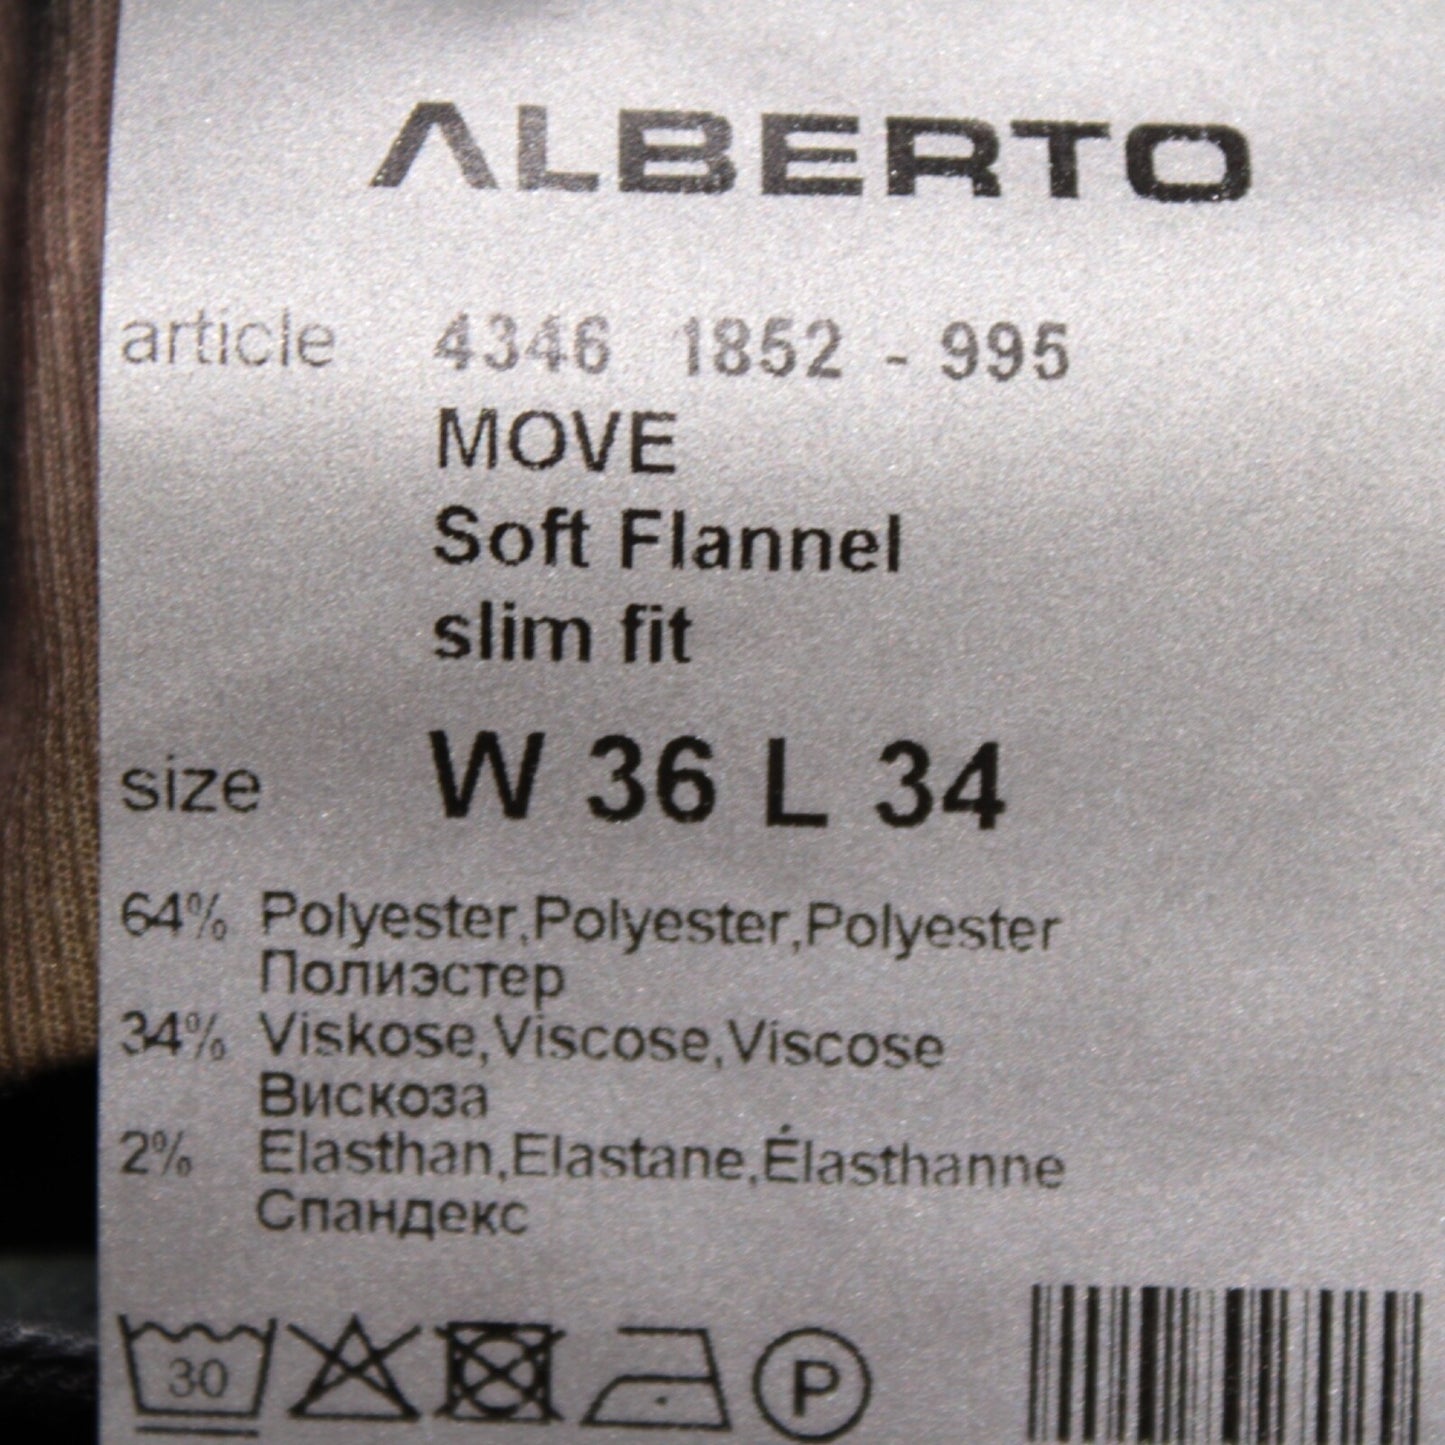 ALBERTO
article 4346 1852 - 995
MOVE
Soft Flannel
slim fit
size W 36 L 34
64% Polyester,Polyester,Polyester
Полиэстер
34% Viskose,Viscose,Viscose
Вискоза
2% Elasthan,Elastane,Élasthanne
Спандекс
30 P